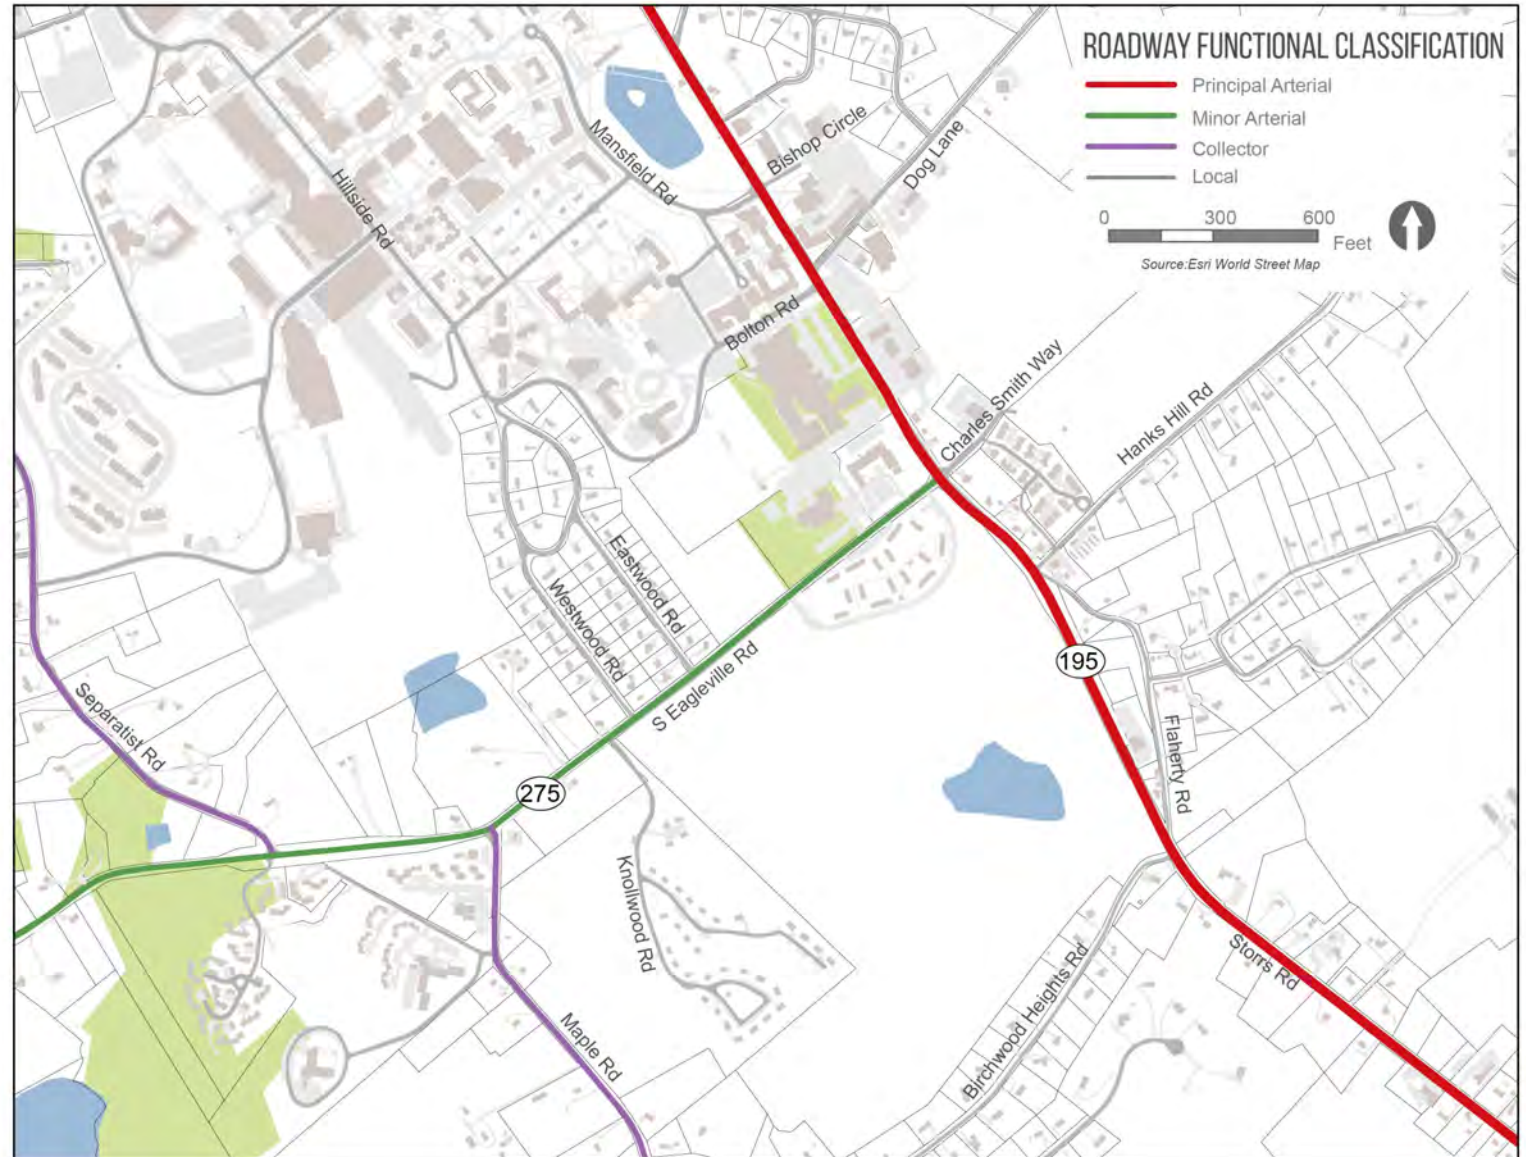 ROADWAY FUNCTIONAL CLASSIFICATION
Principal Arterial
Minor Arterial
Collector
Local
0 300 600
Feet
Source:Esri World Street Map
Mansfield Rd
Bishop Circle
Dog Lane
Hillside Rd
Bolton Rd
Charles Smith Way
Hanks Hill Rd
Eastwood Rd
Westwood Rd
S Eagleville Rd
195
Separatist Rd
Flaherty Rd
275
Knollwood Rd
Storrs Rd
Birchwood Heights Rd
Maple Rd